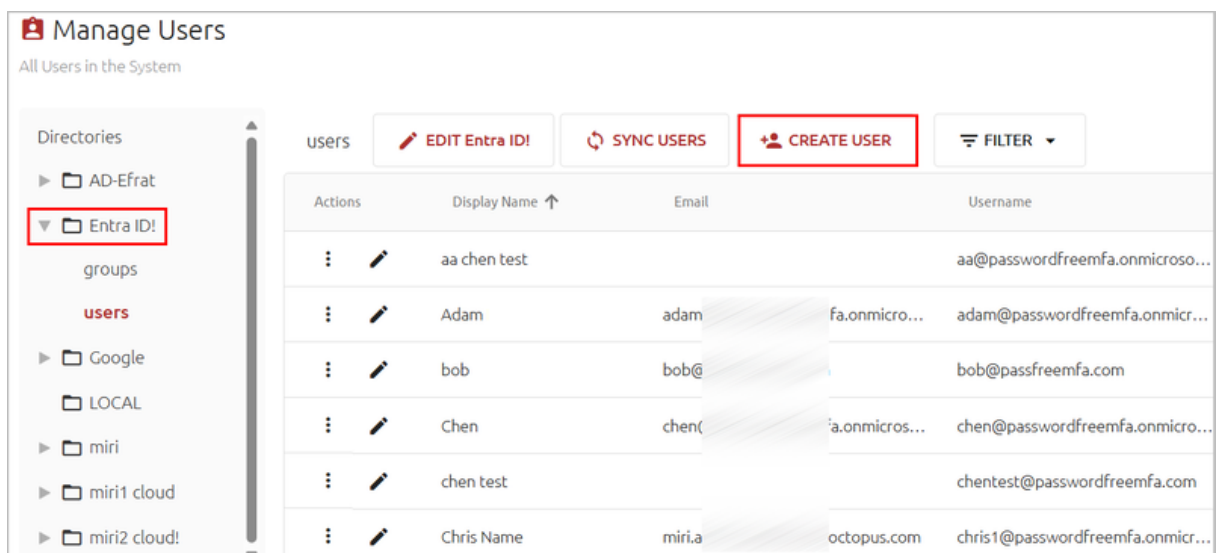 Manage Users
All Users in the System
Directories
AD-Efrat
Entra ID!
groups
users
Google
LOCAL
miri
miri1 cloud
miri2 cloud!
users EDIT Entra ID! SYNC USERS CREATE USER FILTER
Actions Display Name Email Username
aa chen test aa@passwordfreemfa.onmicroso...
Adam adam fa.onmicro... adam@passwordfreemfa.onmicr...
bob bob@ bob@passfreemfa.com
Chen chen( 'a.onmicros... chen@passwordfreemfa.onmicro...
chen test chentest@passwordfreemfa.com
Chris Name miri.a octopus.com chris1@passwordfreemfa.onmicr...